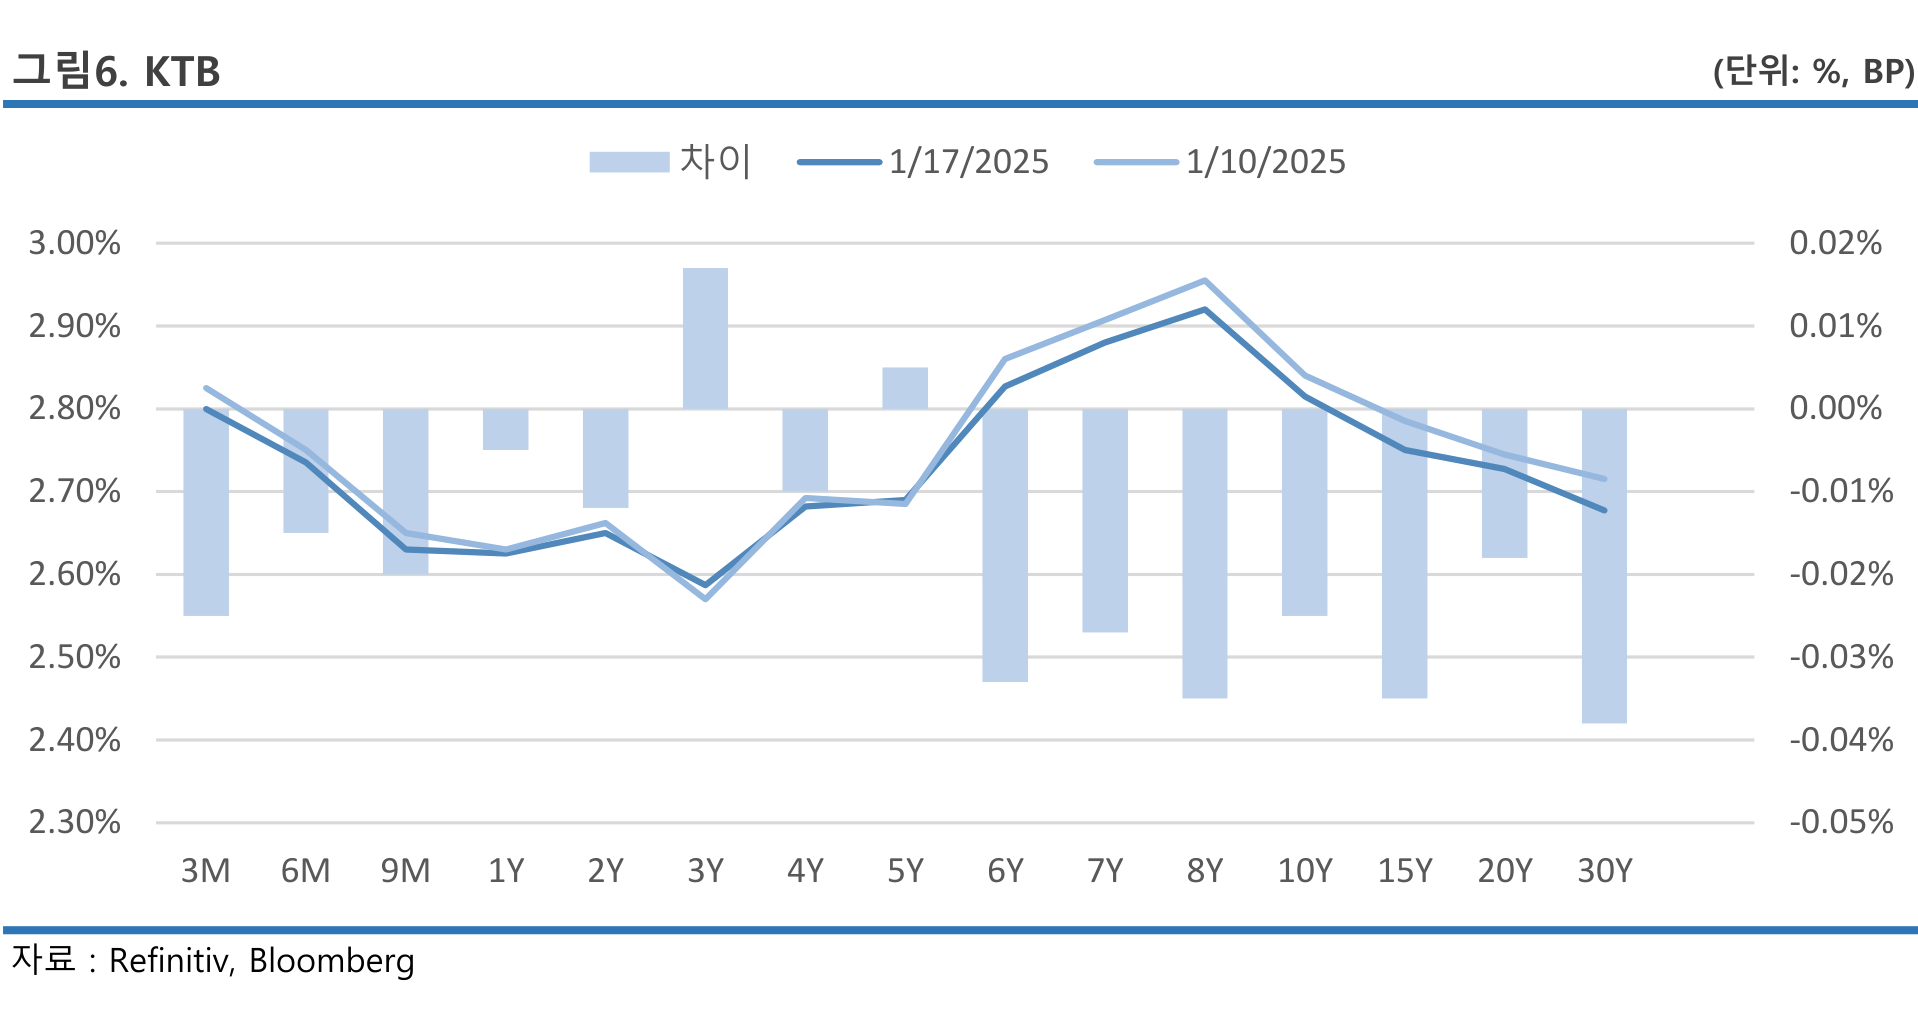 그림6. KTB (단위: %, BP)
차이 1/17/2025 1/10/2025
3.00% 0.02%
2.90% 0.01%
2.80% 0.00%
2.70% -0.01%
2.60% -0.02%
2.50% -0.03%
2.40% -0.04%
2.30% -0.05%
3M 6M 9M 1Y 2Y 3Y 4Y 5Y 6Y 7Y 8Y 10Y 15Y 20Y 30Y
자료 : Refinitiv, Bloomberg